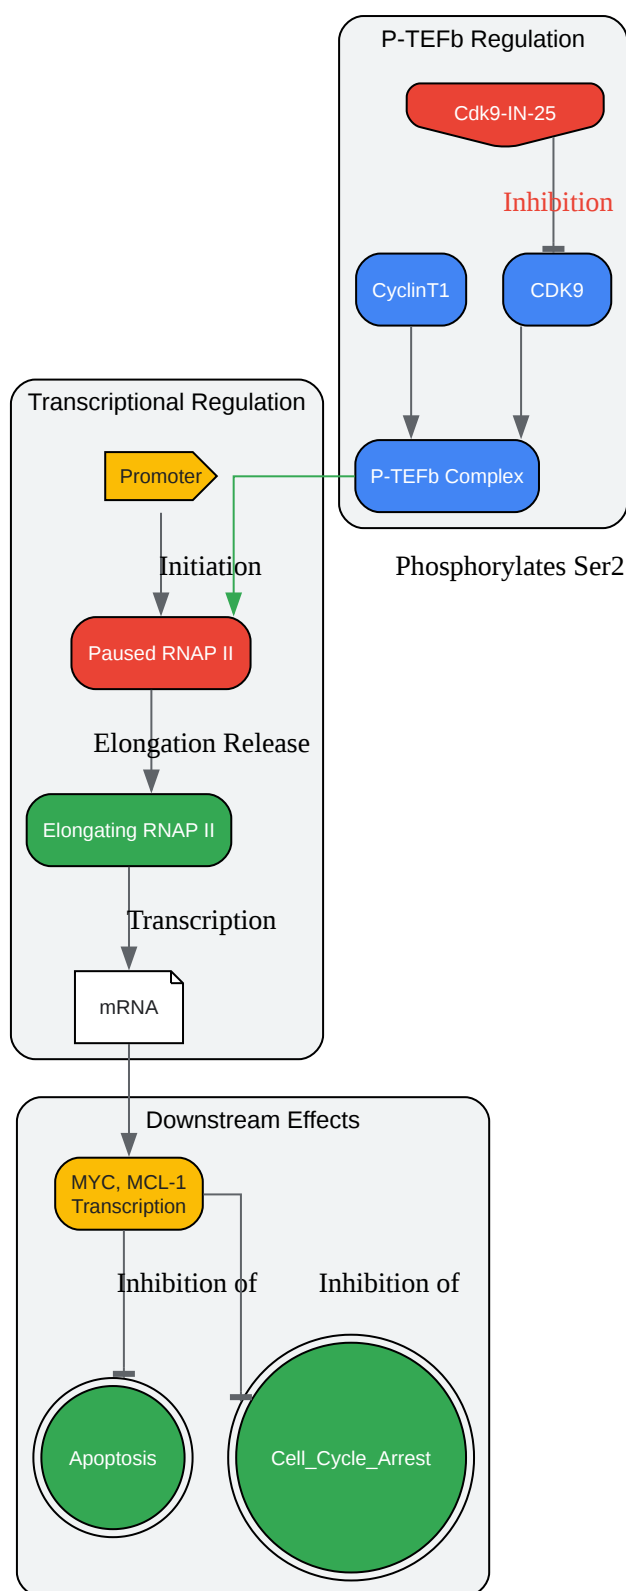 P-TEFb Regulation
Cdk9-IN-25
Inhibition
CyclinT1
CDK9
P-TEFb Complex
Phosphorylates Ser2
Transcriptional Regulation
Promoter
Initiation
Paused RNAP II
Elongation Release
Elongating RNAP II
Transcription
mRNA
Downstream Effects
MYC, MCL-1
Transcription
Inhibition of
Inhibition of
Apoptosis
Cell_Cycle_Arrest